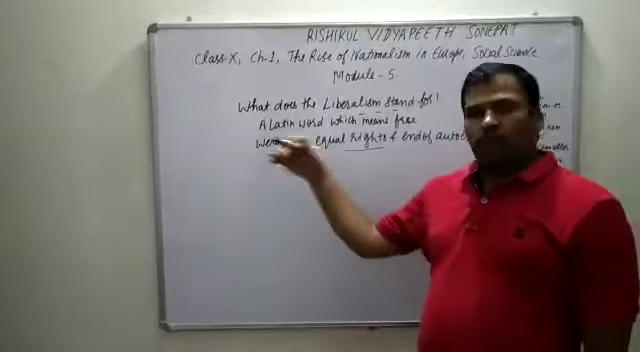 RISHIKUL VIDYAPEETH SONEPAT
Class-X, Ch-1, The Rise of Nationalism in Europe, Social Science
Module-5
What does the Liberalism stand for?
A Latin word which means free
equal Rights & end of auto